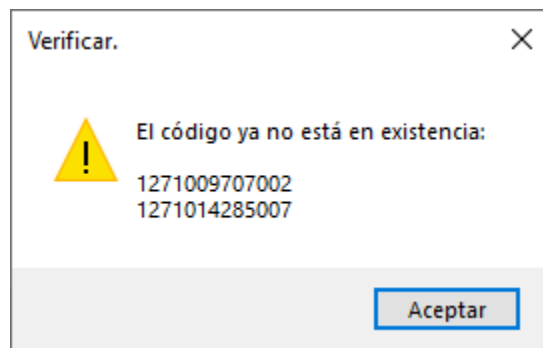 Verificar.
El código ya no está en existencia:
1271009707002
1271014285007
Aceptar